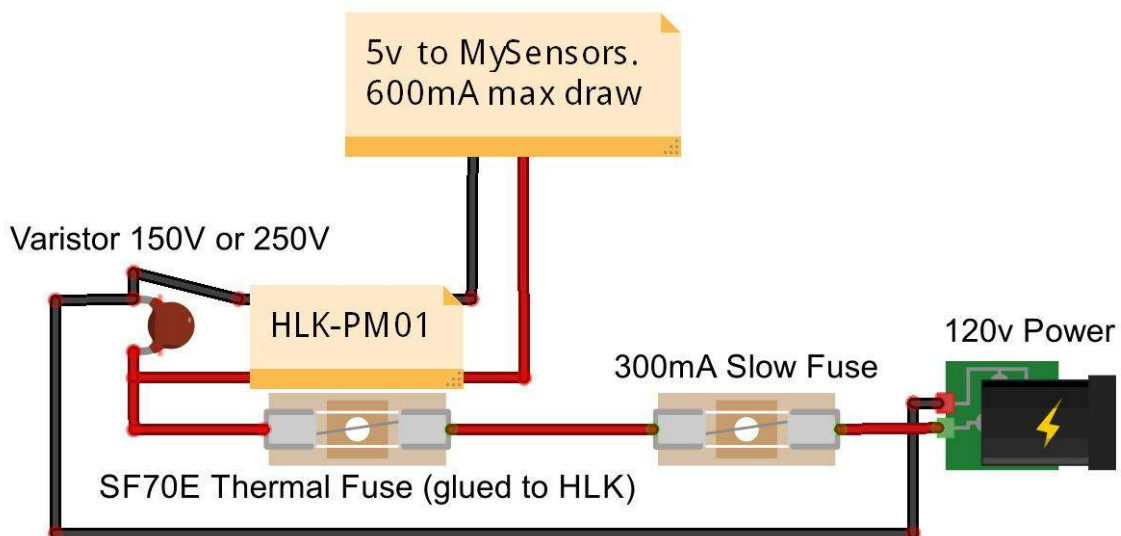 5v to MySensors.
600mA max draw
Varistor 150V or 250V
HLK-PM01
120v Power
300mA Slow Fuse
SF70E Thermal Fuse (glued to HLK)